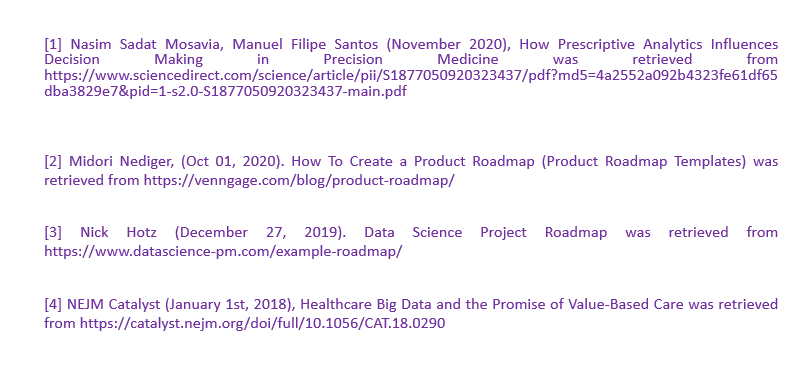 [1] Nasim Sadat Mosavia, Manuel Filipe Santos (November 2020), How Prescriptive Analytics Influences
Decision Making in Precision Medicine was retrieved from
https://www.sciencedirect.com/science/article/pii/S1877050920323437/pdf?md5=4a2552a092b4323fe61df65
dba3829e7&pid=1-s2.0-S1877050920323437-main.pdf
[2] Midori Nediger, (Oct 01, 2020). How To Create a Product Roadmap (Product Roadmap Templates) was
retrieved from https://venngage.com/blog/product-roadmap/
[3] Nick Hotz (December 27, 2019). Data Science Project Roadmap was retrieved from
https://www.datascience-pm.com/example-roadmap/
[4] NEJM Catalyst (January 1st, 2018), Healthcare Big Data and the Promise of Value-Based Care was retrieved
from https://catalyst.nejm.org/doi/full/10.1056/CAT.18.0290